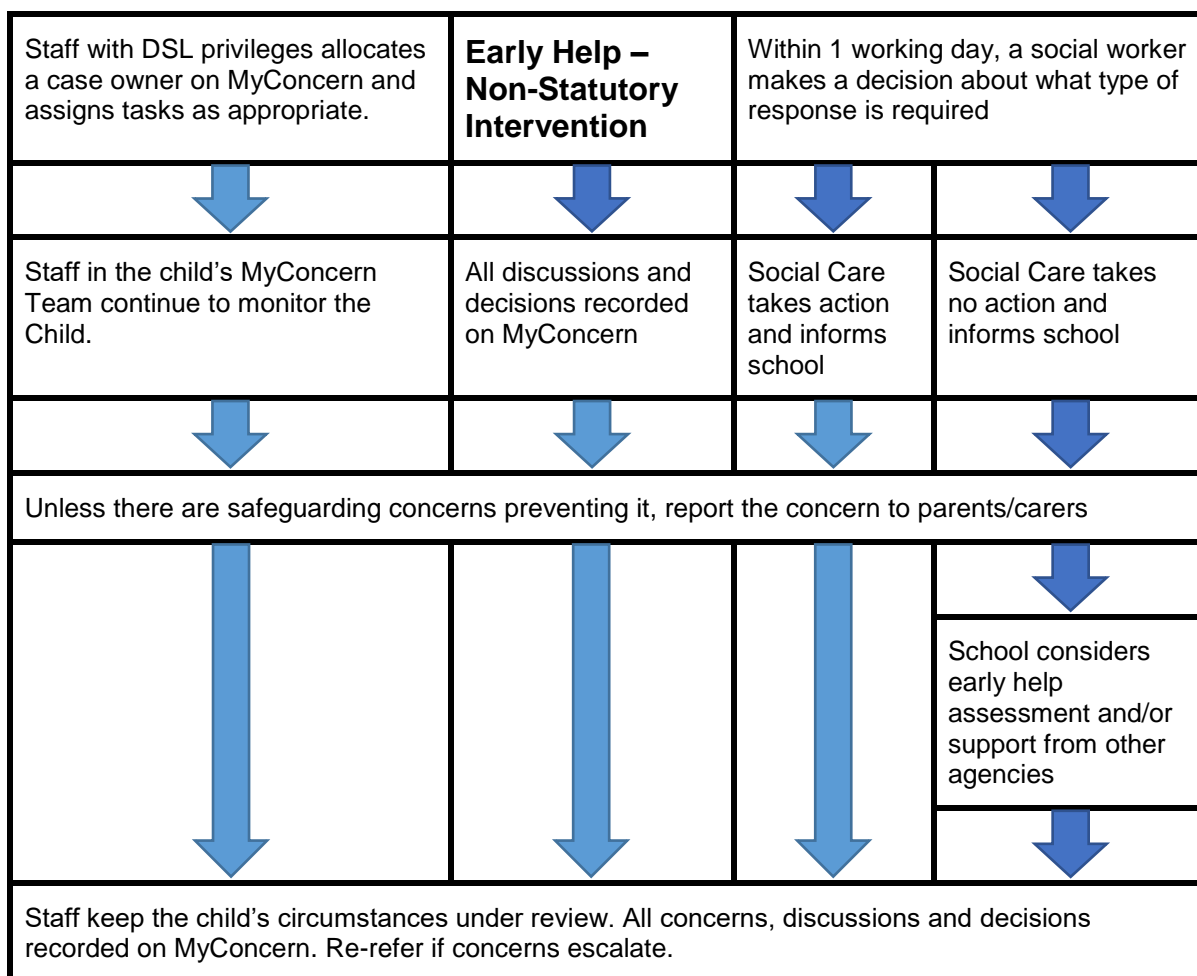 Staff with DSL privileges allocates
a case owner on MyConcern and
assigns tasks as appropriate.
Early Help –
Non-Statutory
Intervention
Within 1 working day, a social worker
makes a decision about what type of
response is required
Staff in the child's MyConcern
Team continue to monitor the
Child.
All discussions and
decisions recorded
on MyConcern
Social Care
takes action
and informs
school
Social Care takes
no action and
informs school
Unless there are safeguarding concerns preventing it, report the concern to parents/carers
School considers
early help
assessment and/or
support from other
agencies
Staff keep the child's circumstances under review. All concerns, discussions and decisions
recorded on MyConcern. Re-refer if concerns escalate.